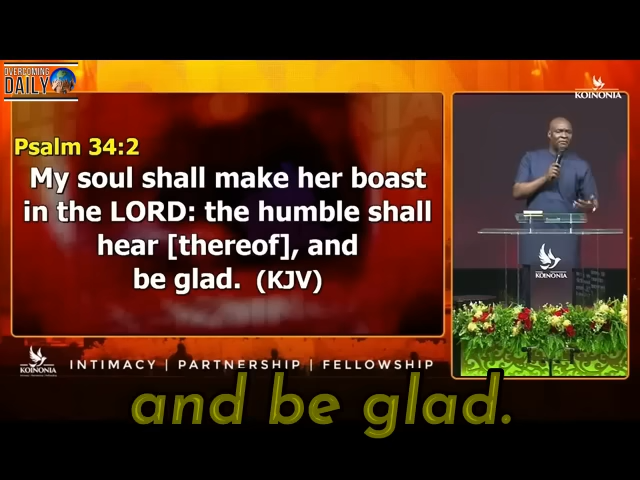 OVERCOMING
DAILY
KOINONIA
Psalm 34:2
My soul shall make her boast
in the LORD: the humble shall
hear [thereof], and
be glad. (KJV)
KOINONIA
KOINONIA
INTIMACY | PARTNERSHIP | FELLOWSHIP
and be glad.